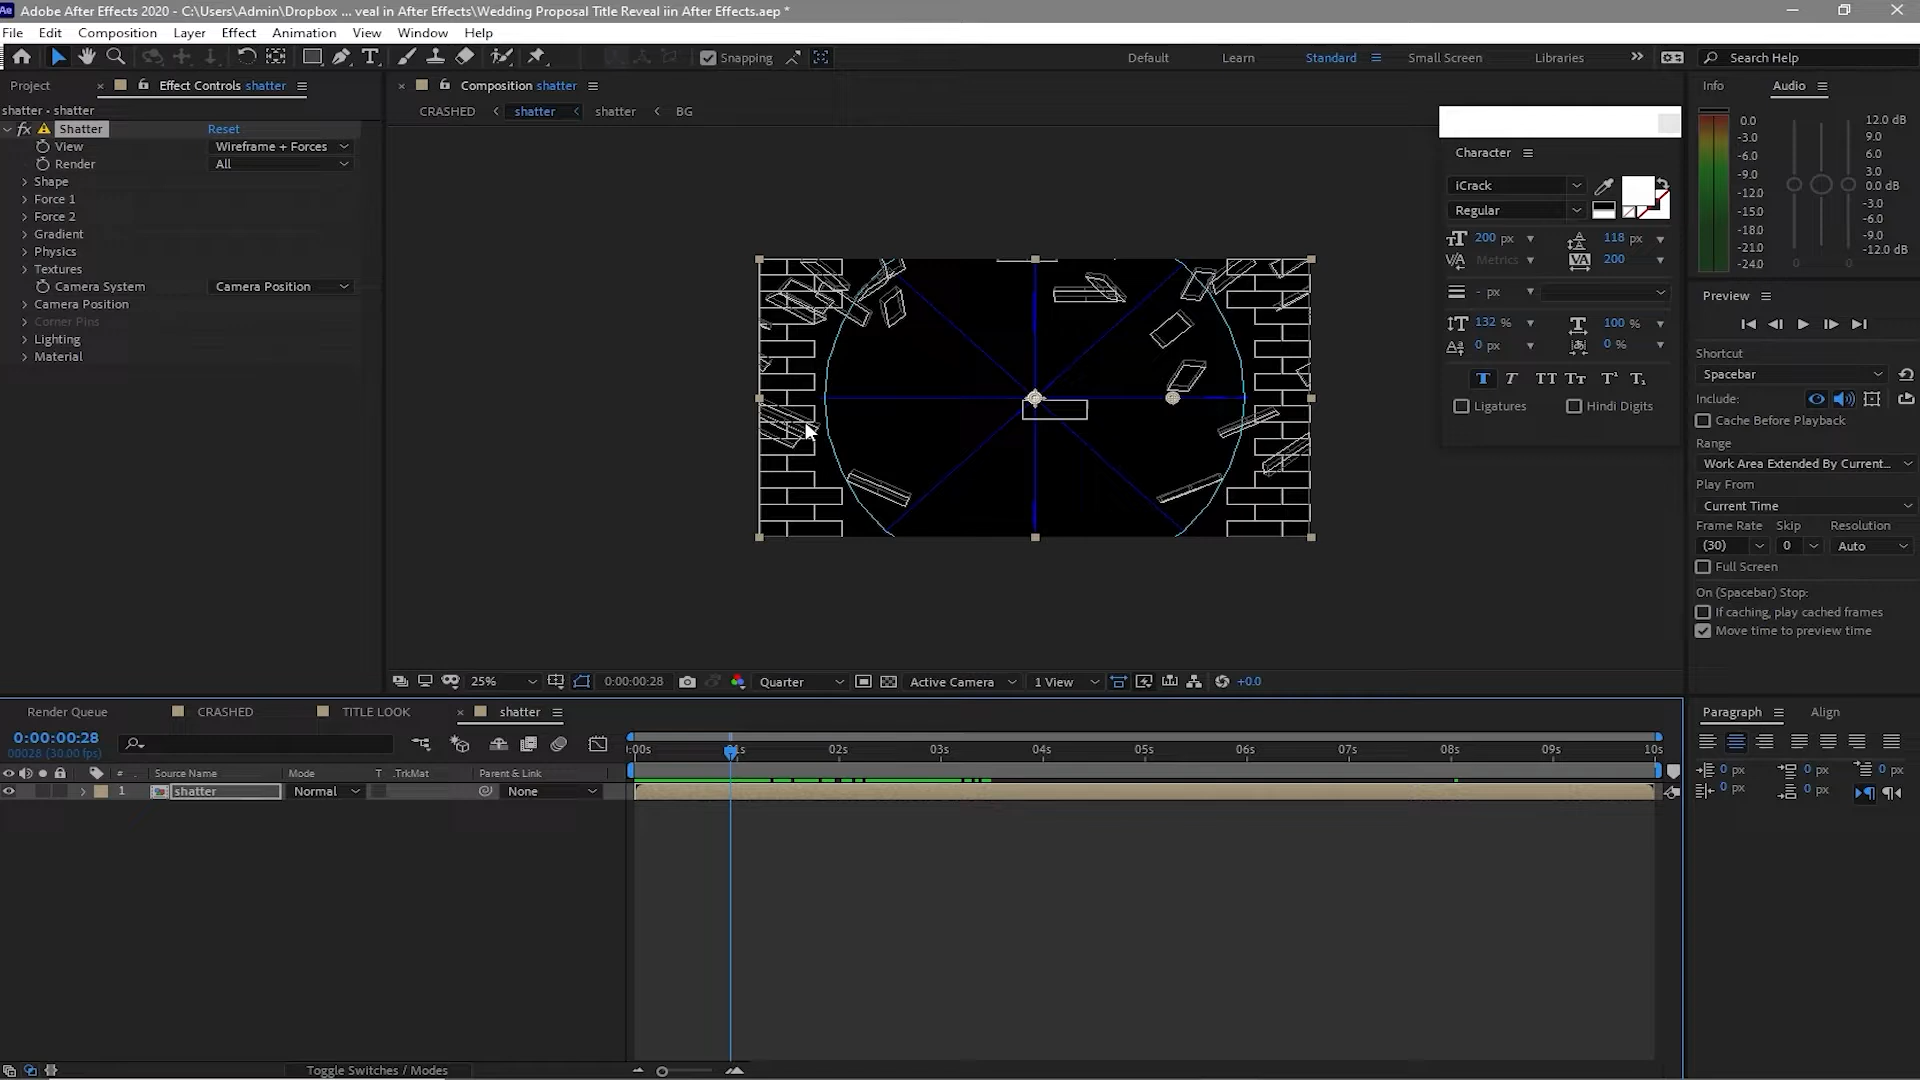 Ae Adobe After Effects 2020 - C:\Users\Admin\Dropbox ... veal in After Effects\Wedding Proposal Title Reveal iin After Effects.aep *
File Edit Composition Layer Effect Animation View Window Help
Snapping Default Learn Standard Small Screen Libraries Search Help
Project Effect Controls shatter Composition shatter Info Audio
shatter - shatter CRASHED shatter shatter BG
fx Shatter Reset
View Wireframe + Forces
Render All
Shape
Force 1
Force 2
Gradient
Physics
Textures
Camera System Camera Position
Camera Position
Corner Pins
Lighting
Material
Character
iCrack
Regular
200 px 118 px
Metrics 200
- px
132 % 100 %
0 px 0 %
Ligatures Hindi Digits
0.0 12.0 dB
-3.0 9.0
-6.0 6.0
-9.0 3.0
-12.0 0.0 dB
-15.0 -3.0
-18.0 -6.0
-21.0 -9.0
-24.0 0 0 -12.0 dB
Preview
Shortcut
Spacebar
Include:
Cache Before Playback
Range
Work Area Extended By Current...
Play From
Current Time
Frame Rate Skip Resolution
(30) 0 Auto
Full Screen
On (Spacebar) Stop:
If caching, play cached frames
Move time to preview time
25% 0:00:00:28 Quarter Active Camera 1 View +0.0
Render Queue CRASHED TITLE LOOK shatter
0:00:00:28
00028 (30.00 fps)
:00s 01s 02s 03s 04s 05s 06s 07s 08s 09s 10s
# Source Name Mode T .TrkMat Parent & Link
1 shatter Normal None
Toggle Switches / Modes
Paragraph Align
0 px 0 px 0 px
0 px 0 px